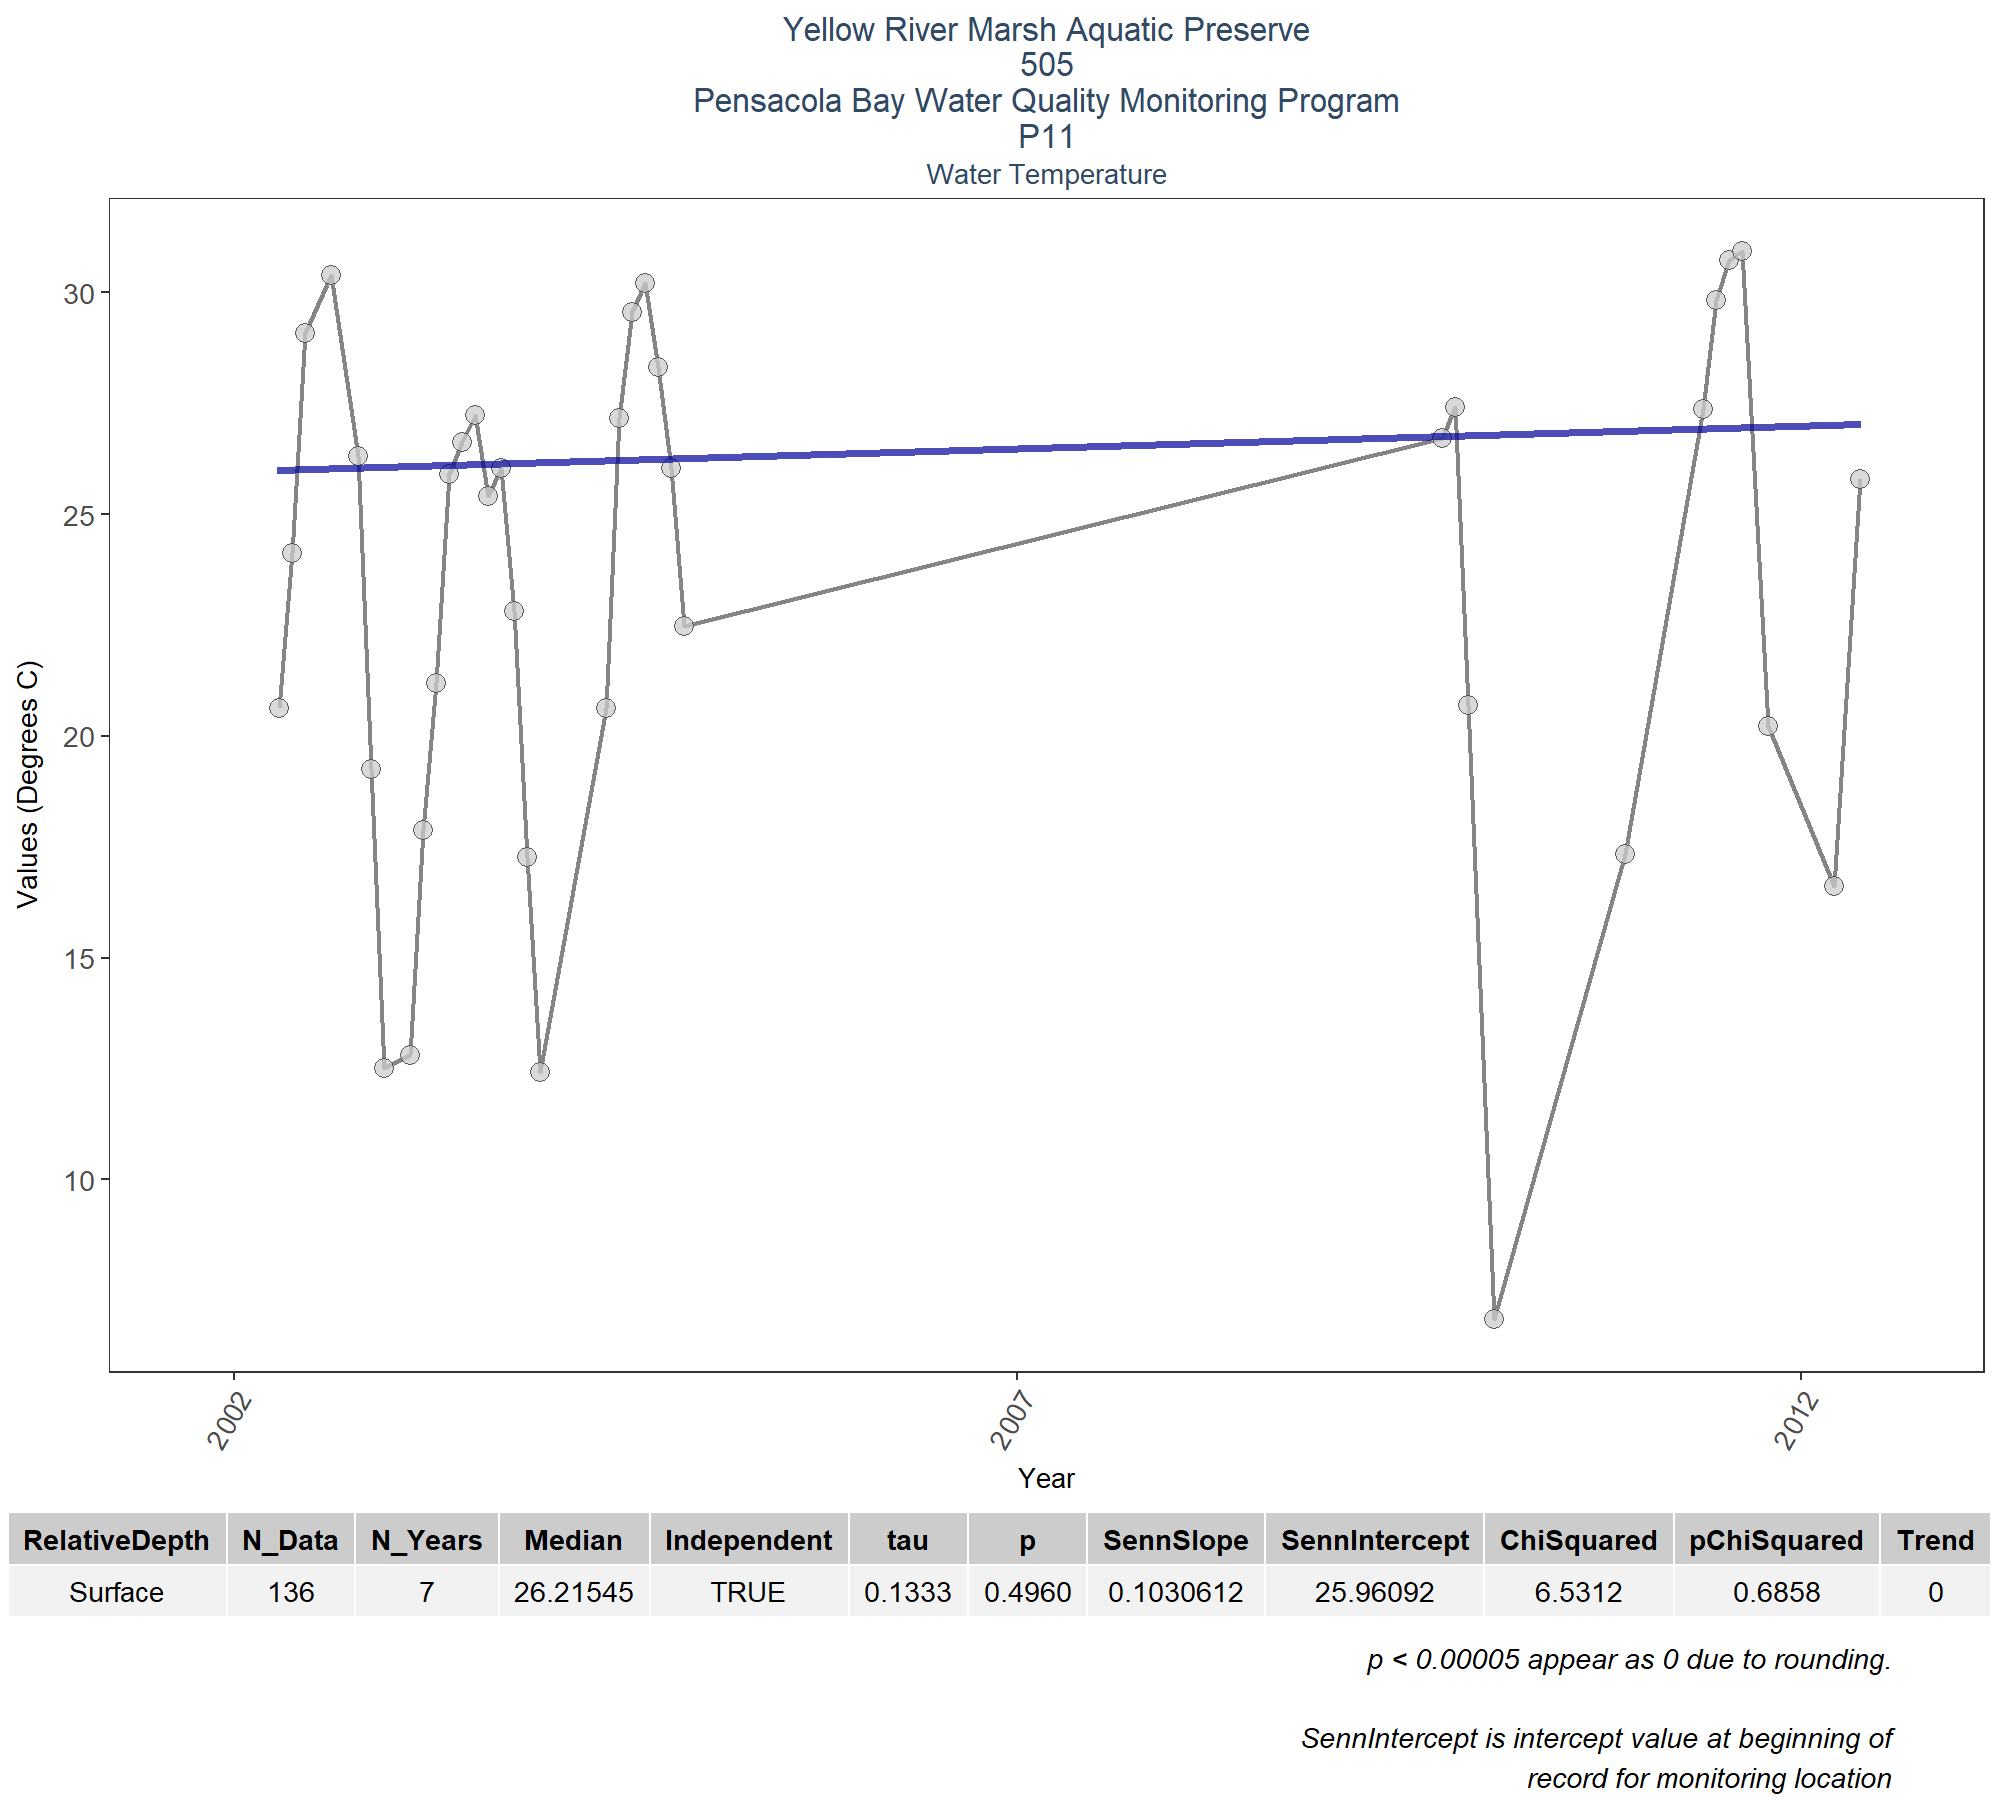 Yellow River Marsh Aquatic Preserve
505
Pensacola Bay Water Quality Monitoring Program
P11
Water Temperature
30
25
20
15
10
Values (Degrees C)
2002 2007 2012
Year
RelativeDepth N_Data N_Years Median Independent tau p SennSlope SennIntercept ChiSquared pChiSquared Trend
Surface 136 7 26.21545 TRUE 0.1333 0.4960 0.1030612 25.96092 6.5312 0.6858 0
p < 0.00005 appear as 0 due to rounding.
SennIntercept is intercept value at beginning of
record for monitoring location